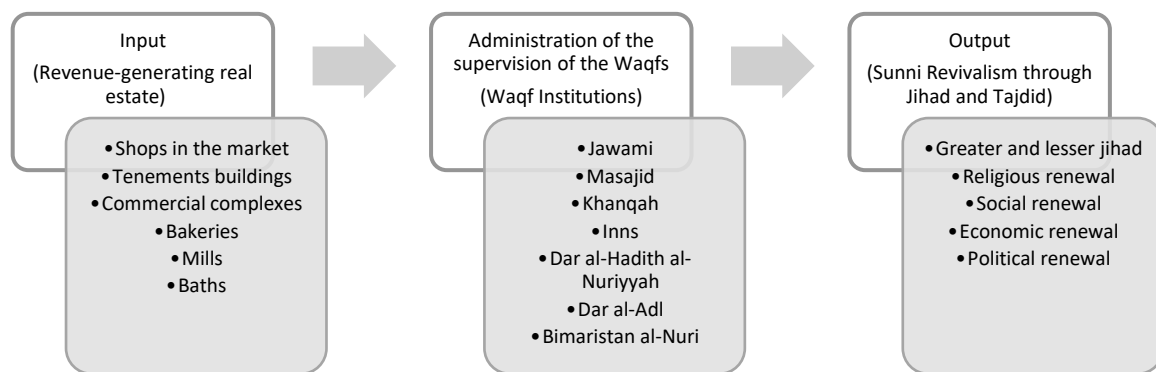 Input
(Revenue-generating real
estate)
•Shops in the market
•Tenements buildings
•Commercial complexes
•Bakeries
•Mills
•Baths
Administration of the
supervision of the Waqfs
(Waqf Institutions)
•Jawami
•Masajid
•Khanqah
•Inns
•Dar al-Hadith al-
Nuriyyah
•Dar al-Adl
•Bimaristan al-Nuri
Output
(Sunni Revivalism through
Jihad and Tajdid)
•Greater and lesser jihad
•Religious renewal
•Social renewal
•Economic renewal
•Political renewal